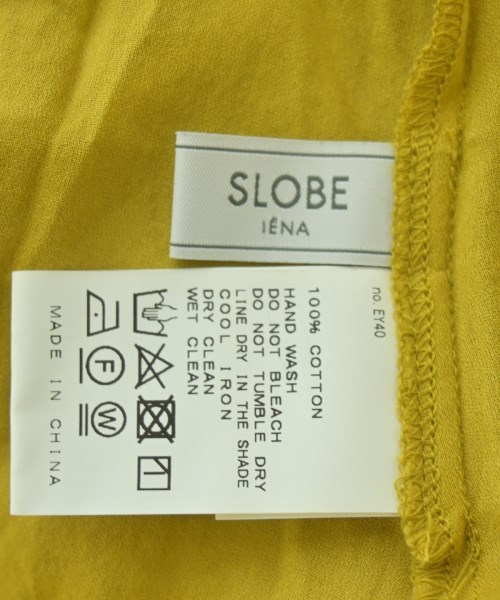 SLOBE
IĒNA
no. EY40
100% COTTON
HAND WASH
DO NOT BLEACH
DO NOT TUMBLE DRY
LINE DRY IN THE SHADE
COOL IRON
DRY CLEAN
WET CLEAN
F W
MADE IN CHINA